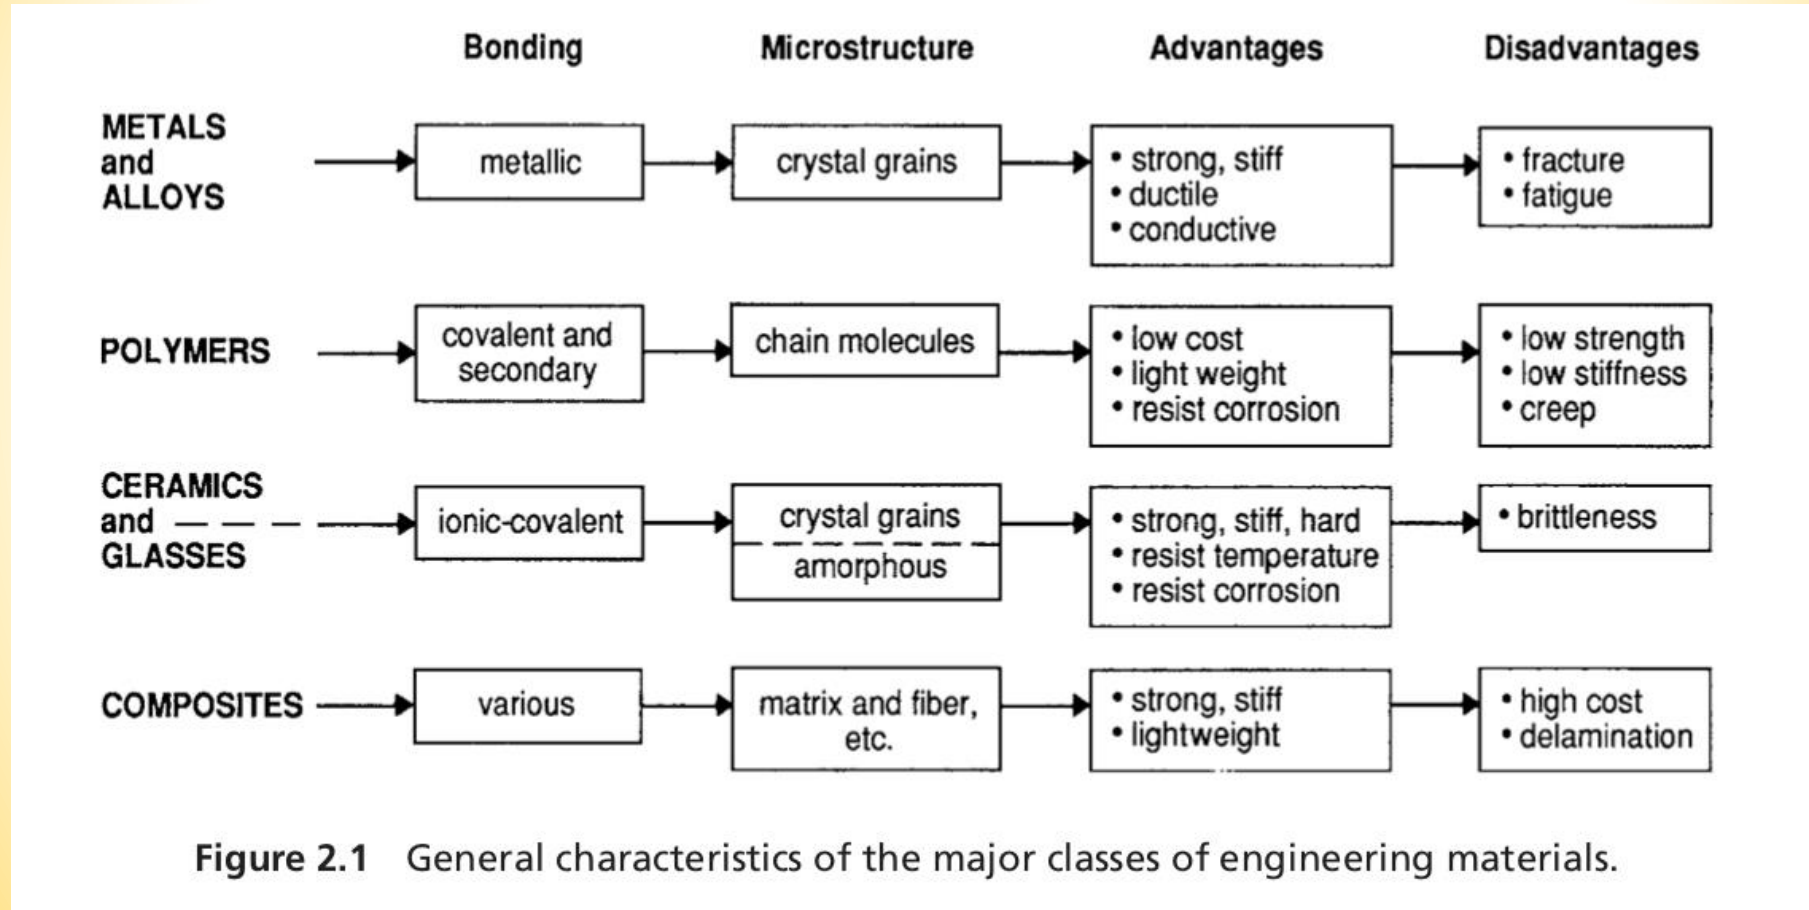 Bonding Microstructure Advantages Disadvantages
METALS
and
ALLOYS
metallic
crystal grains
• strong, stiff
• ductile
• conductive
• fracture
• fatigue
POLYMERS
covalent and
secondary
chain molecules
• low cost
• light weight
• resist corrosion
• low strength
• low stiffness
• creep
CERAMICS
and
GLASSES
ionic-covalent
crystal grains
amorphous
• strong, stiff, hard
• resist temperature
• resist corrosion
• brittleness
COMPOSITES
various
matrix and fiber,
etc.
• strong, stiff
• lightweight
• high cost
• delamination
Figure 2.1 General characteristics of the major classes of engineering materials.